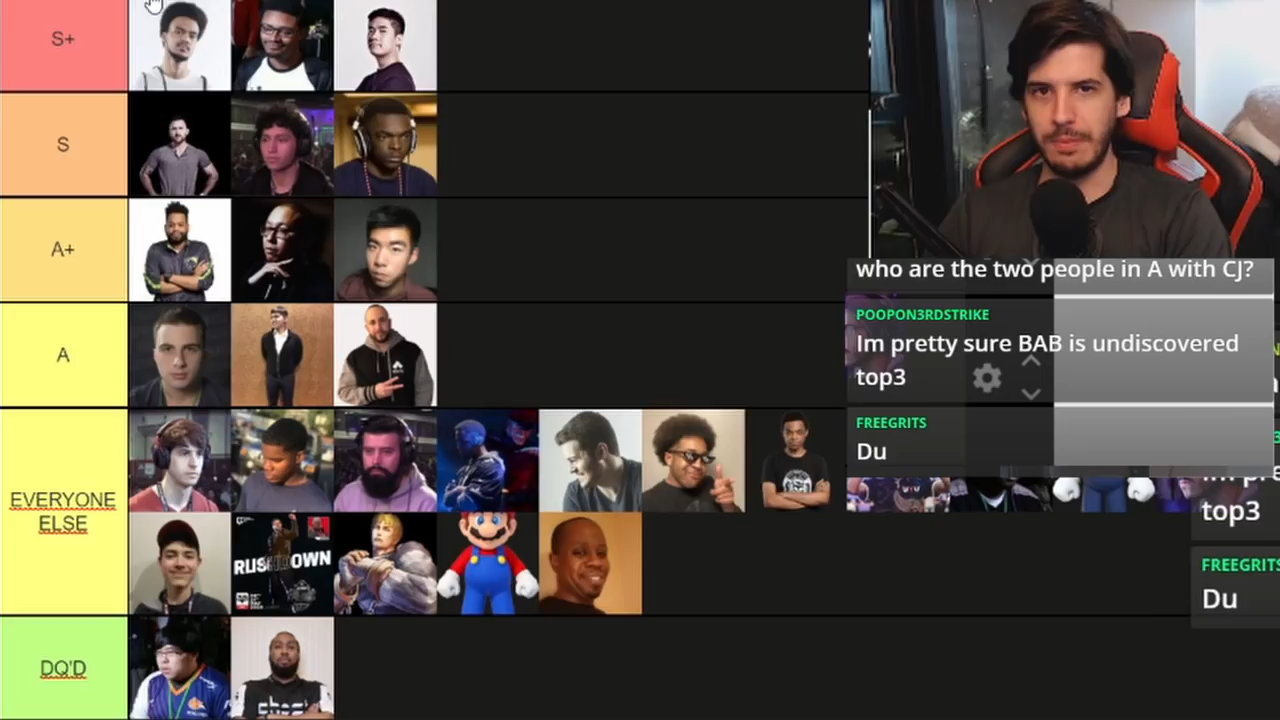 S+
S
A+
A
EVERYONE
ELSE
DQ'D
who are the two people in A with CJ?
POOPON3RDSTRIKE
Im pretty sure BAB is undiscovered
top3
FREEGRITS
Du
top3
FREEGRITS
Du
RUSHDOWN
ghost